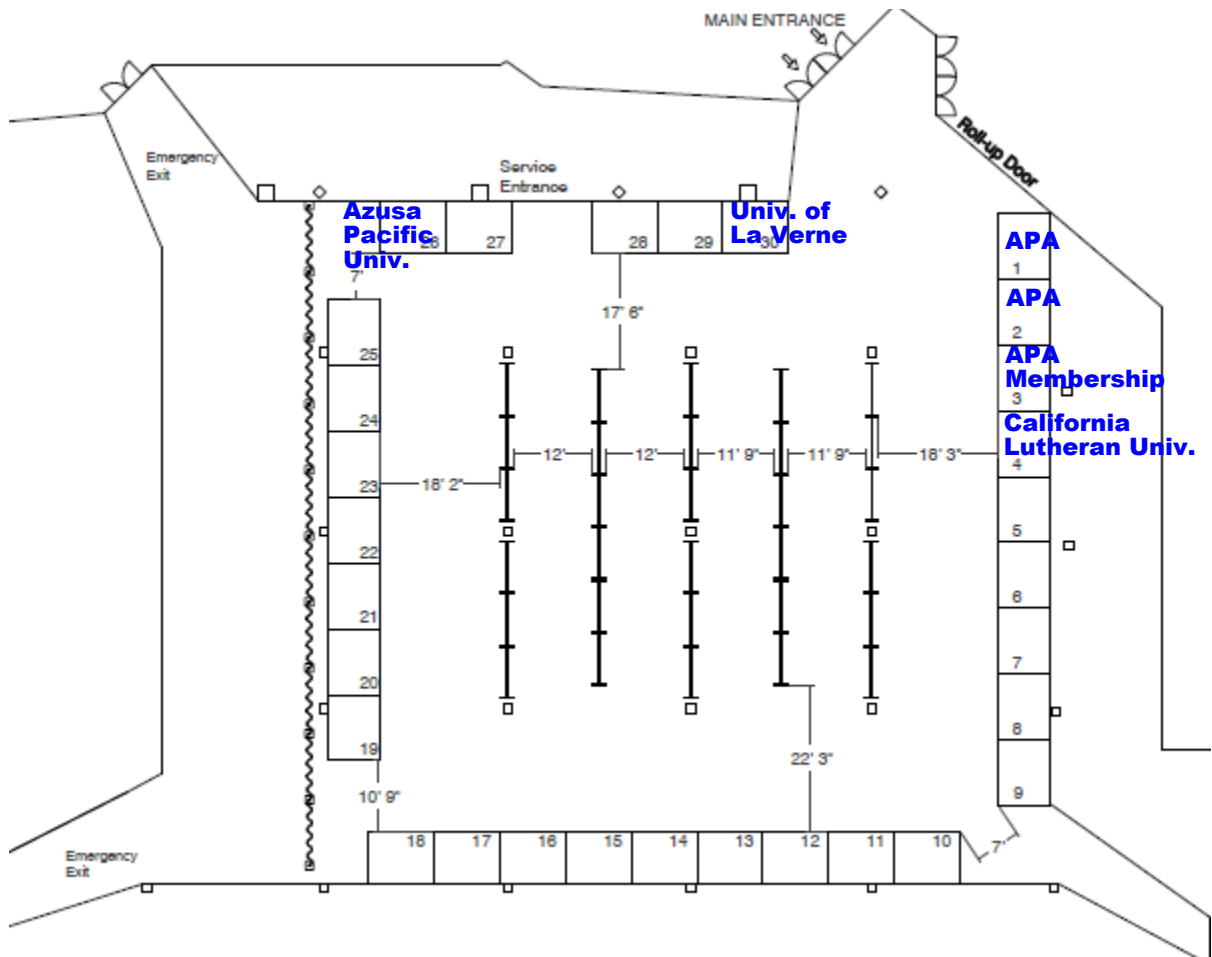 MAIN ENTRANCE
Roll-up Door
Emergency
Exit
Service
Entrance
Azusa
Pacific
Univ.
26
27
28
29
Univ. of
La Verne
30
APA
1
APA
2
APA
Membership
3
California
Lutheran Univ.
4
5
6
7
8
9
7'
17' 6"
25
24
23
22
21
20
19
18' 2"
12'
12'
11' 9"
11' 9"
18' 3"
22' 3"
10' 9"
18
17
16
15
14
13
12
11
10
7'
Emergency
Exit